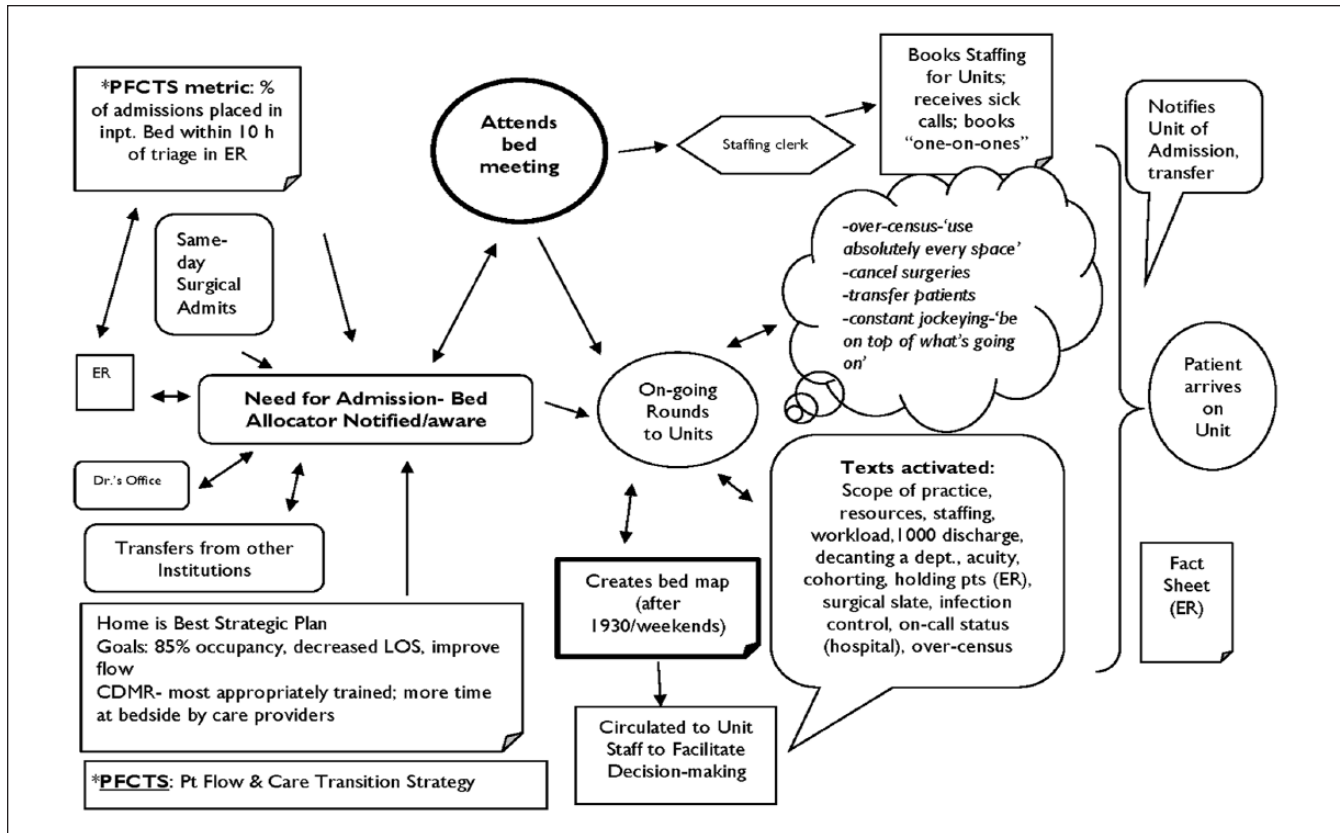 *PFCTS metric: %
of admissions placed in
inpt. Bed within 10 h
of triage in ER
Attends
bed
meeting
Staffing clerk
Books Staffing
for Units;
receives sick
calls; books
“one-on-ones”
Notifies
Unit of
Admission,
transfer
Same-
day
Surgical
Admits
-over-census-‘use
absolutely every space’
-cancel surgeries
-transfer patients
-constant jockeying-‘be
on top of what’s going
on’
ER
Need for Admission- Bed
Allocator Notified/aware
On-going
Rounds
to Units
Patient
arrives on
Unit
Dr.’s Office
Transfers from other
Institutions
Texts activated:
Scope of practice,
resources, staffing,
workload,1000 discharge,
decanting a dept., acuity,
cohorting, holding pts (ER),
surgical slate, infection
control, on-call status
(hospital), over-census
Creates bed map
(after
1930/weekends)
Fact
Sheet
(ER)
Home is Best Strategic Plan
Goals: 85% occupancy, decreased LOS, improve
flow
CDMR- most appropriately trained; more time
at bedside by care providers
Circulated to Unit
Staff to Facilitate
Decision-making
*PFCTS: Pt Flow & Care Transition Strategy